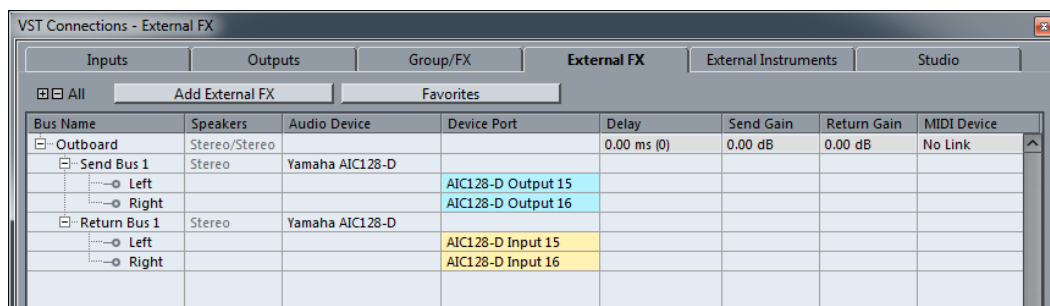 VST Connections - External FX
Inputs Outputs Group/FX External FX External Instruments Studio
All Add External FX Favorites
Bus Name Speakers Audio Device Device Port Delay Send Gain Return Gain MIDI Device
Outboard Stereo/Stereo 0.00 ms (0) 0.00 dB 0.00 dB No Link
Send Bus 1 Stereo Yamaha AIC128-D
Left AIC128-D Output 15
Right AIC128-D Output 16
Return Bus 1 Stereo Yamaha AIC128-D
Left AIC128-D Input 15
Right AIC128-D Input 16